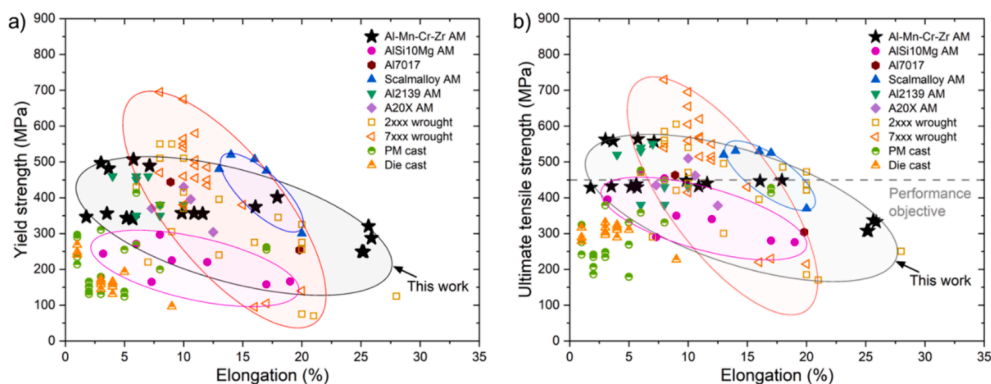 a)
Yield strength (MPa)
900
800
700
600
500
400
300
200
100
0
0 5 10 15 20 25 30 35
Elongation (%)
Al-Mn-Cr-Zr AM
AlSi10Mg AM
Al7017
Scalmalloy AM
Al2139 AM
A20X AM
2xxx wrought
7xxx wrought
PM cast
Die cast
This work
b)
Ultimate tensile strength (MPa)
900
800
700
600
500
400
300
200
100
0
0 5 10 15 20 25 30 35
Elongation (%)
Al-Mn-Cr-Zr AM
AlSi10Mg AM
Al7017
Scalmalloy AM
Al2139 AM
A20X AM
2xxx wrought
7xxx wrought
PM cast
Die cast
Performance
objective
This work